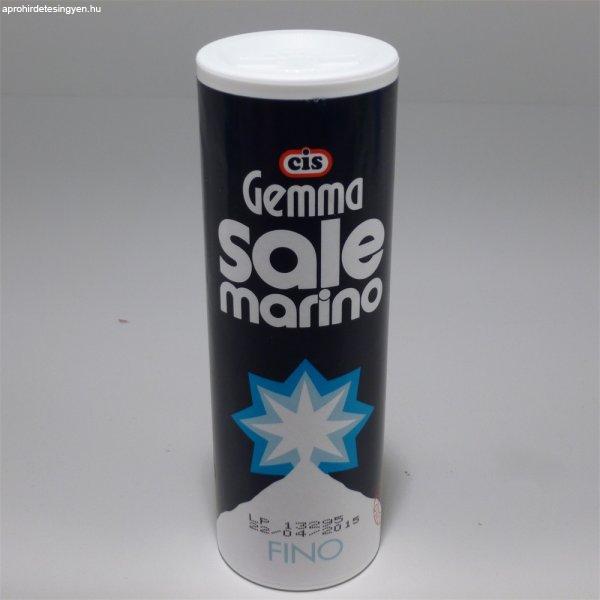 aprohirdetesingyen.hu
cis
Gemma
sale
marino
LP 13295
22/04/2015
FINO